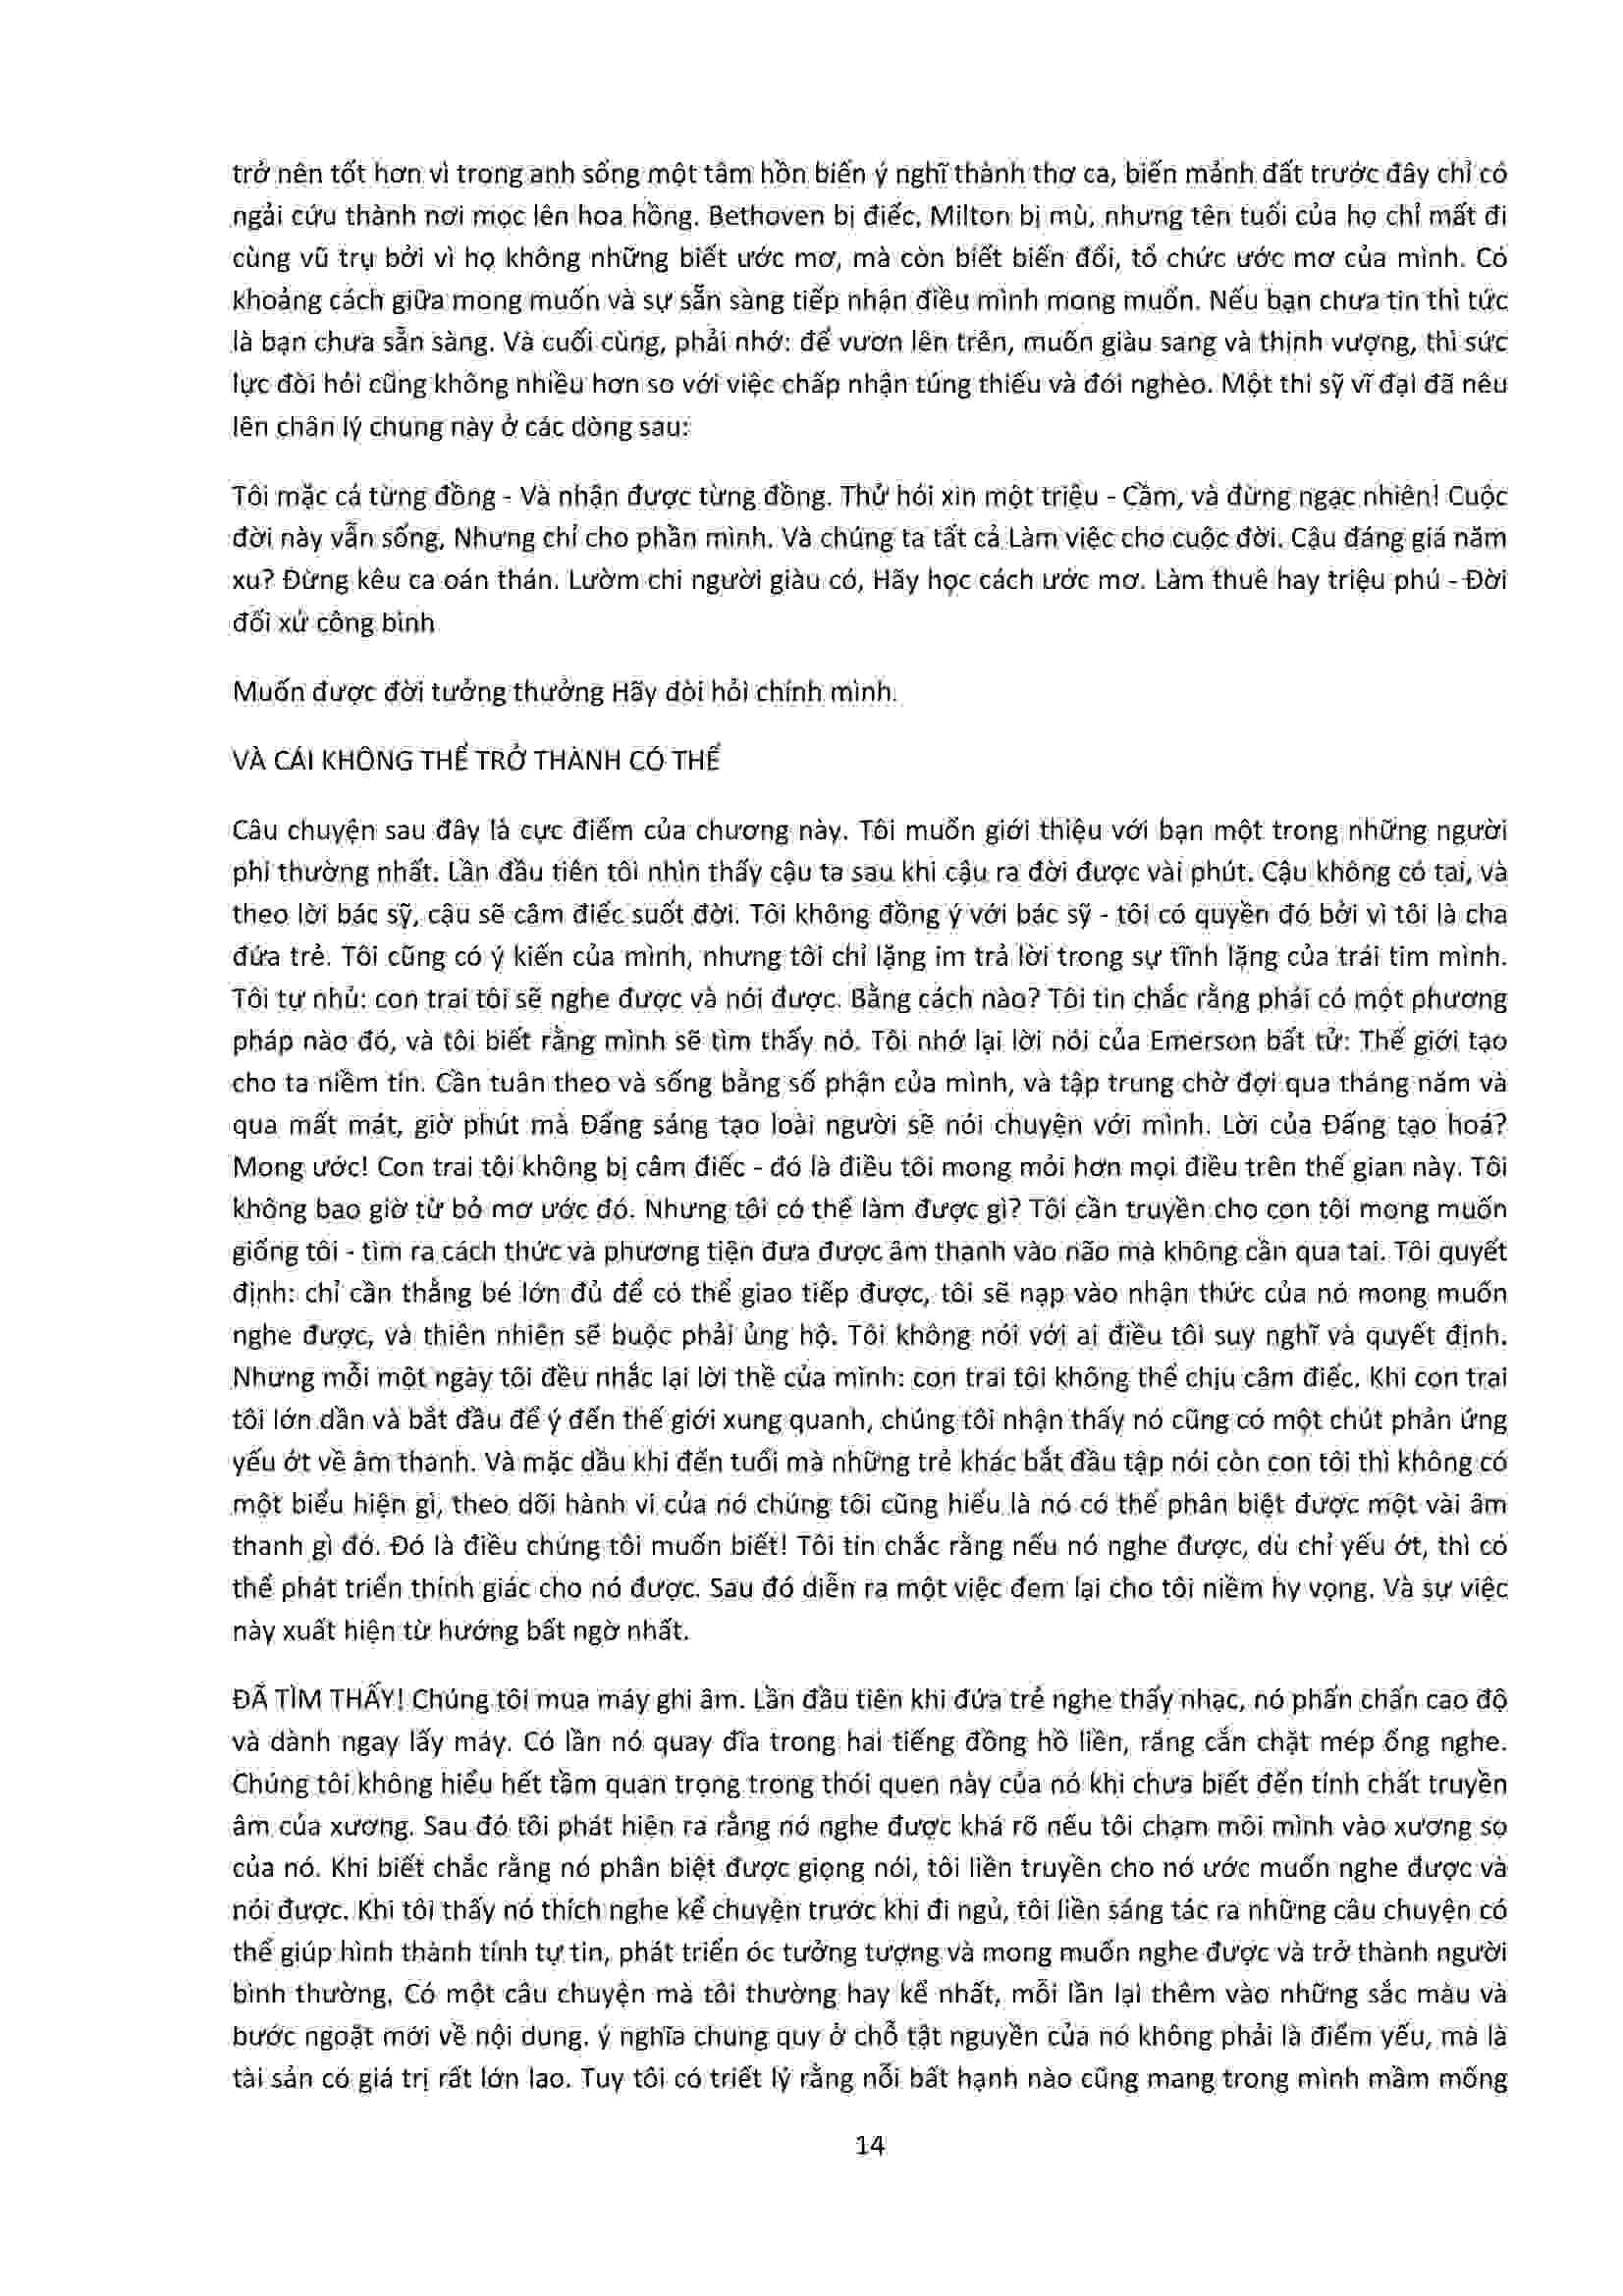 trở nên tốt hơn vì trong anh sống một tâm hồn biến ý nghĩ thành thơ ca, biến mảnh đất trước đây chỉ có
ngải cứu thành nơi mọc lên hoa hồng. Bethoven bị điếc, Milton bị mù, nhưng tên tuổi của họ chỉ mất đi
cùng vũ trụ bởi vì họ không những biết ước mơ, mà còn biết biến đổi, tổ chức ước mơ của mình. Có
khoảng cách giữa mong muốn và sự sẵn sàng tiếp nhận điều mình mong muốn. Nếu bạn chưa tin thì tức
là bạn chưa sẵn sàng. Và cuối cùng, phải nhớ: để vươn lên trên, muốn giàu sang và thịnh vượng, thì sức
lực đòi hỏi cũng không nhiều hơn so với việc chấp nhận túng thiếu và đói nghèo. Một thi sỹ vĩ đại đã nêu
lên chân lý chung này ở các dòng sau:
Tôi mặc cả từng đồng - Và nhận được từng đồng. Thử hỏi xin một triệu - Cầm, và đừng ngạc nhiên! Cuộc
đời này vẫn sống, Nhưng chỉ cho phần mình. Và chúng ta tất cả Làm việc cho cuộc đời. Cậu đáng giá năm
xu? Đừng kêu ca oán thán. Lườm chi người giàu có, Hãy học cách ước mơ. Làm thuê hay triệu phú - Đời
đối xử công bình
Muốn được đời tưởng thưởng Hãy đòi hỏi chính mình.
VÀ CÁI KHÔNG THỂ TRỞ THÀNH CÓ THỂ
Câu chuyện sau đây là cực điểm của chương này. Tôi muốn giới thiệu với bạn một trong những người
phi thường nhất. Lần đầu tiên tôi nhìn thấy cậu ta sau khi cậu ra đời được vài phút. Cậu không có tai, và
theo lời bác sỹ, cậu sẽ câm điếc suốt đời. Tôi không đồng ý với bác sỹ - tôi có quyền đó bởi vì tôi là cha
đứa trẻ. Tôi cũng có ý kiến của mình, nhưng tôi chỉ lặng im trả lời trong sự tĩnh lặng của trái tim mình.
Tôi tự nhủ: con trai tôi sẽ nghe được và nói được. Bằng cách nào? Tôi tin chắc rằng phải có một phương
pháp nào đó, và tôi biết rằng mình sẽ tìm thấy nó. Tôi nhớ lại lời nói của Emerson bất tử: Thế giới tạo
cho ta niềm tin. Cần tuân theo và sống bằng số phận của mình, và tập trung chờ đợi qua tháng năm và
qua mất mát, giờ phút mà Đấng sáng tạo loài người sẽ nói chuyện với mình. Lời của Đấng tạo hoá?
Mong ước! Con trai tôi không bị câm điếc - đó là điều tôi mong mỏi hơn mọi điều trên thế gian này. Tôi
không bao giờ từ bỏ mơ ước đó. Nhưng tôi có thể làm được gì? Tôi cần truyền cho con tôi mong muốn
giống tôi - tìm ra cách thức và phương tiện đưa được âm thanh vào não mà không cần qua tai. Tôi quyết
định: chỉ cần thằng bé lớn đủ để có thể giao tiếp được, tôi sẽ nạp vào nhận thức của nó mong muốn
nghe được, và thiên nhiên sẽ buộc phải ủng hộ. Tôi không nói với ai điều tôi suy nghĩ và quyết định.
Nhưng mỗi một ngày tôi đều nhắc lại lời thề của mình: con trai tôi không thể chịu câm điếc. Khi con trai
tôi lớn dần và bắt đầu để ý đến thế giới xung quanh, chúng tôi nhận thấy nó cũng có một chút phản ứng
yếu ớt về âm thanh. Và mặc dầu khi đến tuổi mà những trẻ khác bắt đầu tập nói còn con tôi thì không có
một biểu hiện gì, theo dõi hành vi của nó chúng tôi cũng hiểu là nó có thể phân biệt được một vài âm
thanh gì đó. Đó là điều chúng tôi muốn biết! Tôi tin chắc rằng nếu nó nghe được, dù chỉ yếu ớt, thì có
thể phát triển thính giác cho nó được. Sau đó diễn ra một việc đem lại cho tôi niềm hy vọng. Và sự việc
này xuất hiện từ hướng bất ngờ nhất.
ĐÃ TÌM THẤY! Chúng tôi mua máy ghi âm. Lần đầu tiên khi đứa trẻ nghe thấy nhạc, nó phấn chấn cao độ
và dành ngay lấy máy. Có lần nó quay đĩa trong hai tiếng đồng hồ liền, răng cắn chặt mép ống nghe.
Chúng tôi không hiểu hết tầm quan trọng trong thói quen này của nó khi chưa biết đến tính chất truyền
âm của xương. Sau đó tôi phát hiện ra rằng nó nghe được khá rõ nếu tôi chạm môi mình vào xương sọ
của nó. Khi biết chắc rằng nó phân biệt được giọng nói, tôi liền truyền cho nó ước muốn nghe được và
nói được. Khi tôi thấy nó thích nghe kể chuyện trước khi đi ngủ, tôi liền sáng tác ra những câu chuyện có
thể giúp hình thành tính tự tin, phát triển óc tưởng tượng và mong muốn nghe được và trở thành người
bình thường. Có một câu chuyện mà tôi thường hay kể nhất, mỗi lần lại thêm vào những sắc màu và
bước ngoặt mới về nội dung. ý nghĩa chung quy ở chỗ tật nguyền của nó không phải là điểm yếu, mà là
tài sản có giá trị rất lớn lao. Tuy tôi có triết lý rằng nỗi bất hạnh nào cũng mang trong mình mầm mống
14